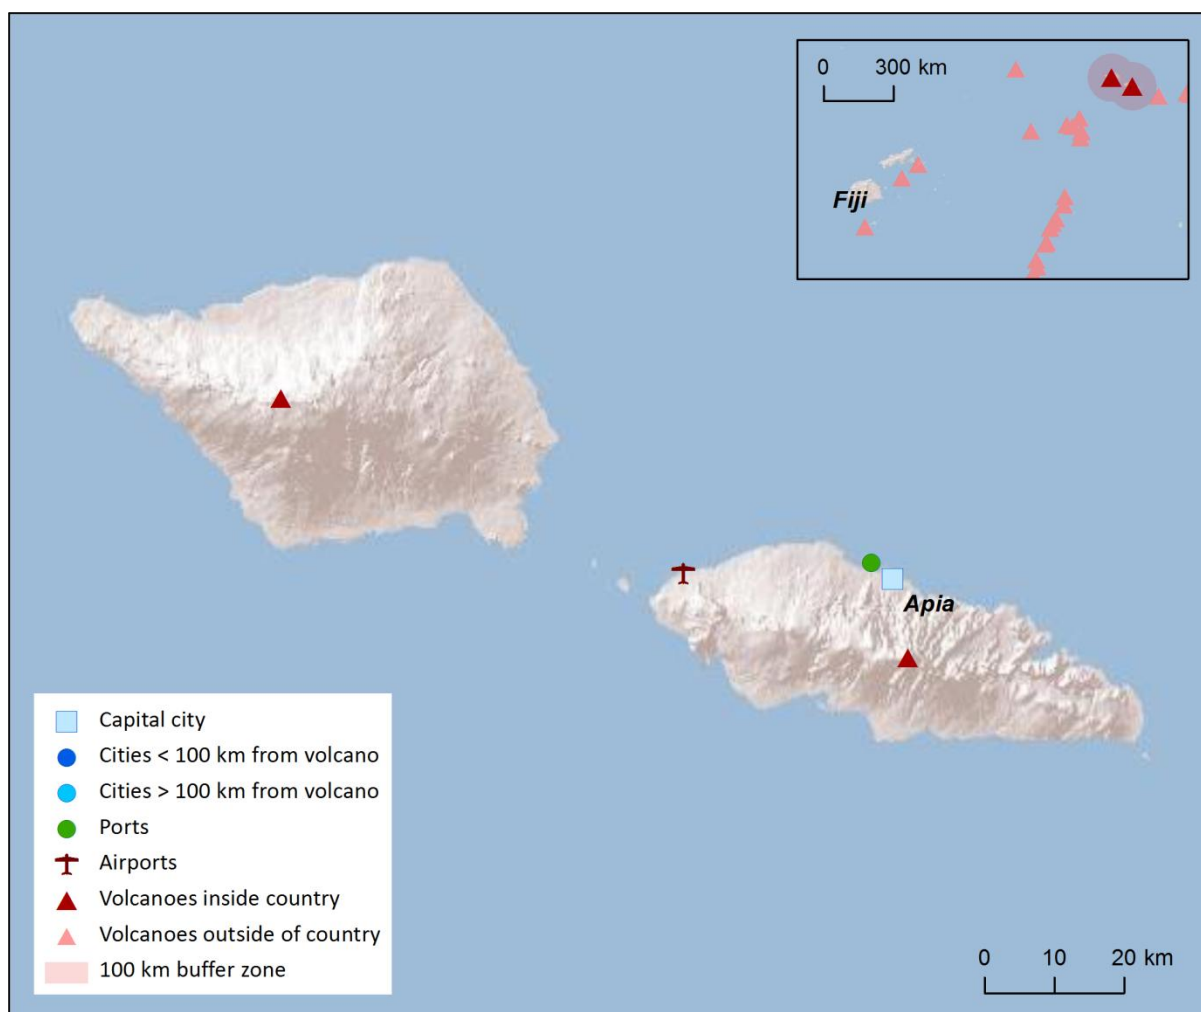 0 300 km
Fiji
Apia
Capital city
Cities < 100 km from volcano
Cities > 100 km from volcano
Ports
Airports
Volcanoes inside country
Volcanoes outside of country
100 km buffer zone
0 10 20 km